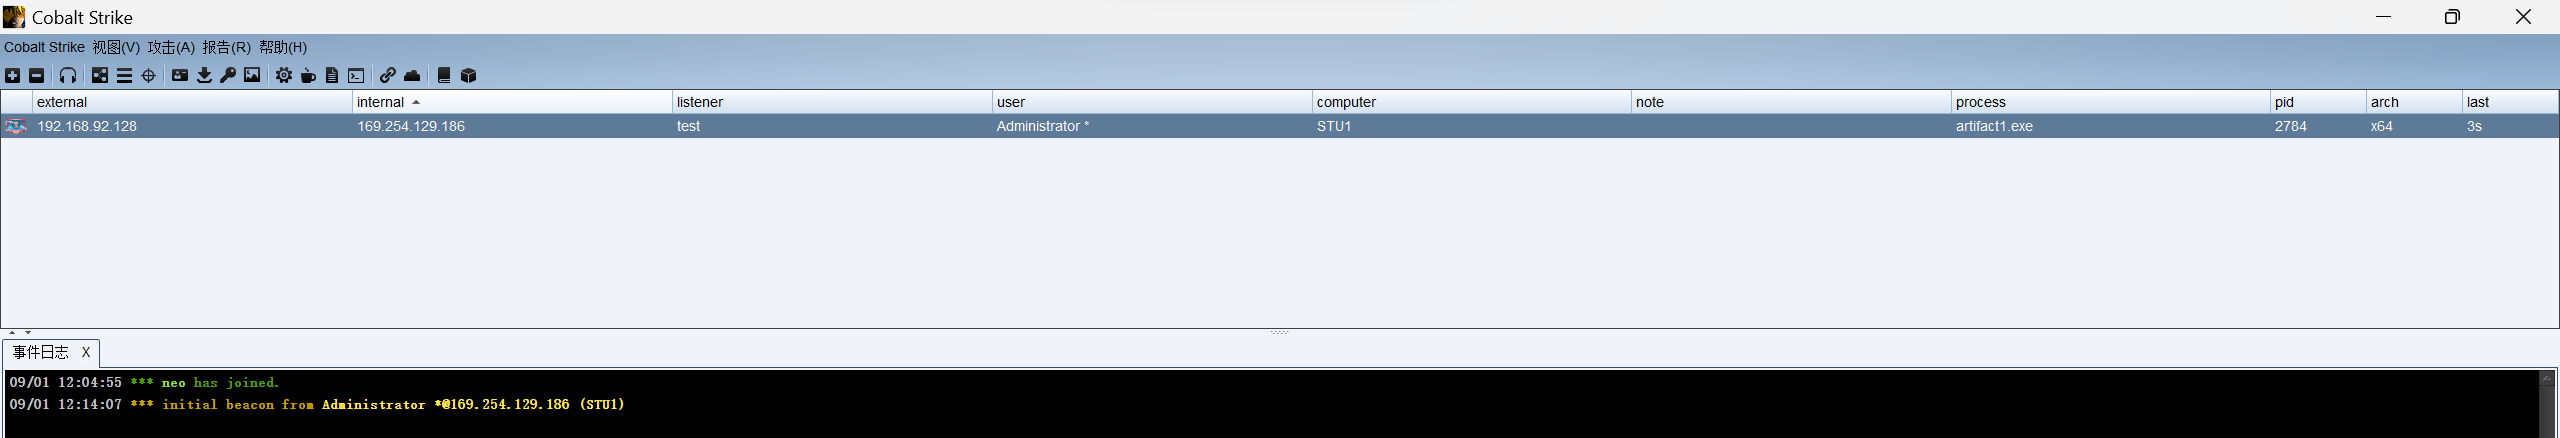 Cobalt Strike
Cobalt Strike 视图(V) 攻击(A) 报告(R) 帮助(H)
external internal listener user computer note process pid arch last
192.168.92.128 169.254.129.186 test Administrator * STU1 artifact1.exe 2784 x64 3s
事件日志 X
09/01 12:04:55 *** neo has joined.
09/01 12:14:07 *** initial beacon from Administrator *@169.254.129.186 (STU1)